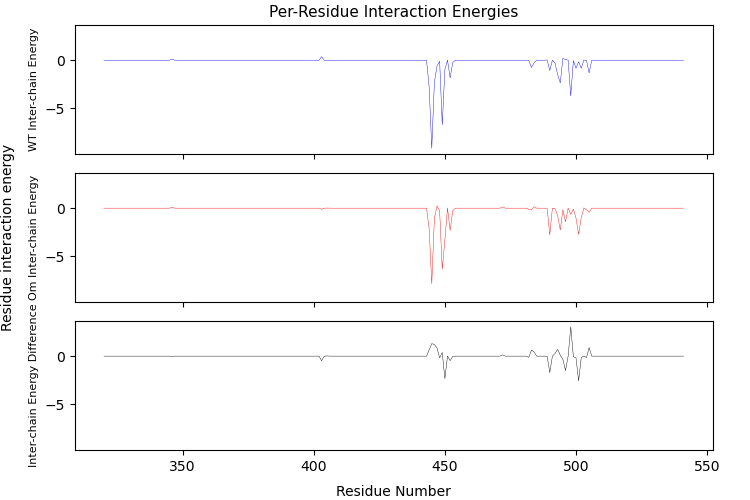 Per-Residue Interaction Energies
Residue interaction energy
WT Inter-chain Energy
0
−5
Om Inter-chain Energy
0
−5
Inter-chain Energy Difference
0
−5
350
400
450
500
550
Residue Number